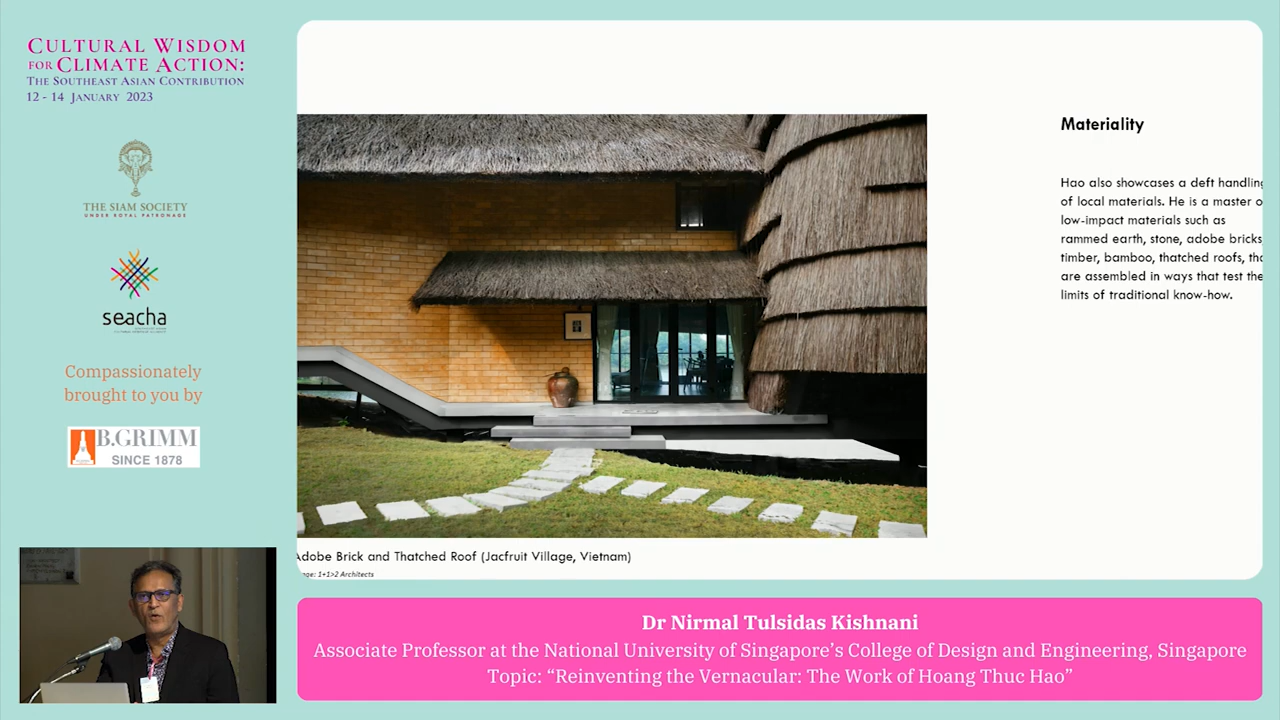 CULTURAL WISDOM
FOR CLIMATE ACTION:
THE SOUTHEAST ASIAN CONTRIBUTION
12 - 14 JANUARY 2023
THE SIAM SOCIETY
UNDER ROYAL PATRONAGE
seacha
Compassionately
brought to you by
B.GRIMM
SINCE 1878
Materiality
Hao also showcases a deft handling
of local materials. He is a master o
low-impact materials such as
rammed earth, stone, adobe bricks
timber, bamboo, thatched roofs, tha
are assembled in ways that test the
limits of traditional know-how.
Adobe Brick and Thatched Roof (Jacfruit Village, Vietnam)
age: 1+1>2 Architects
Dr Nirmal Tulsidas Kishnani
Associate Professor at the National University of Singapore's College of Design and Engineering, Singapore
Topic: “Reinventing the Vernacular: The Work of Hoang Thuc Hao”